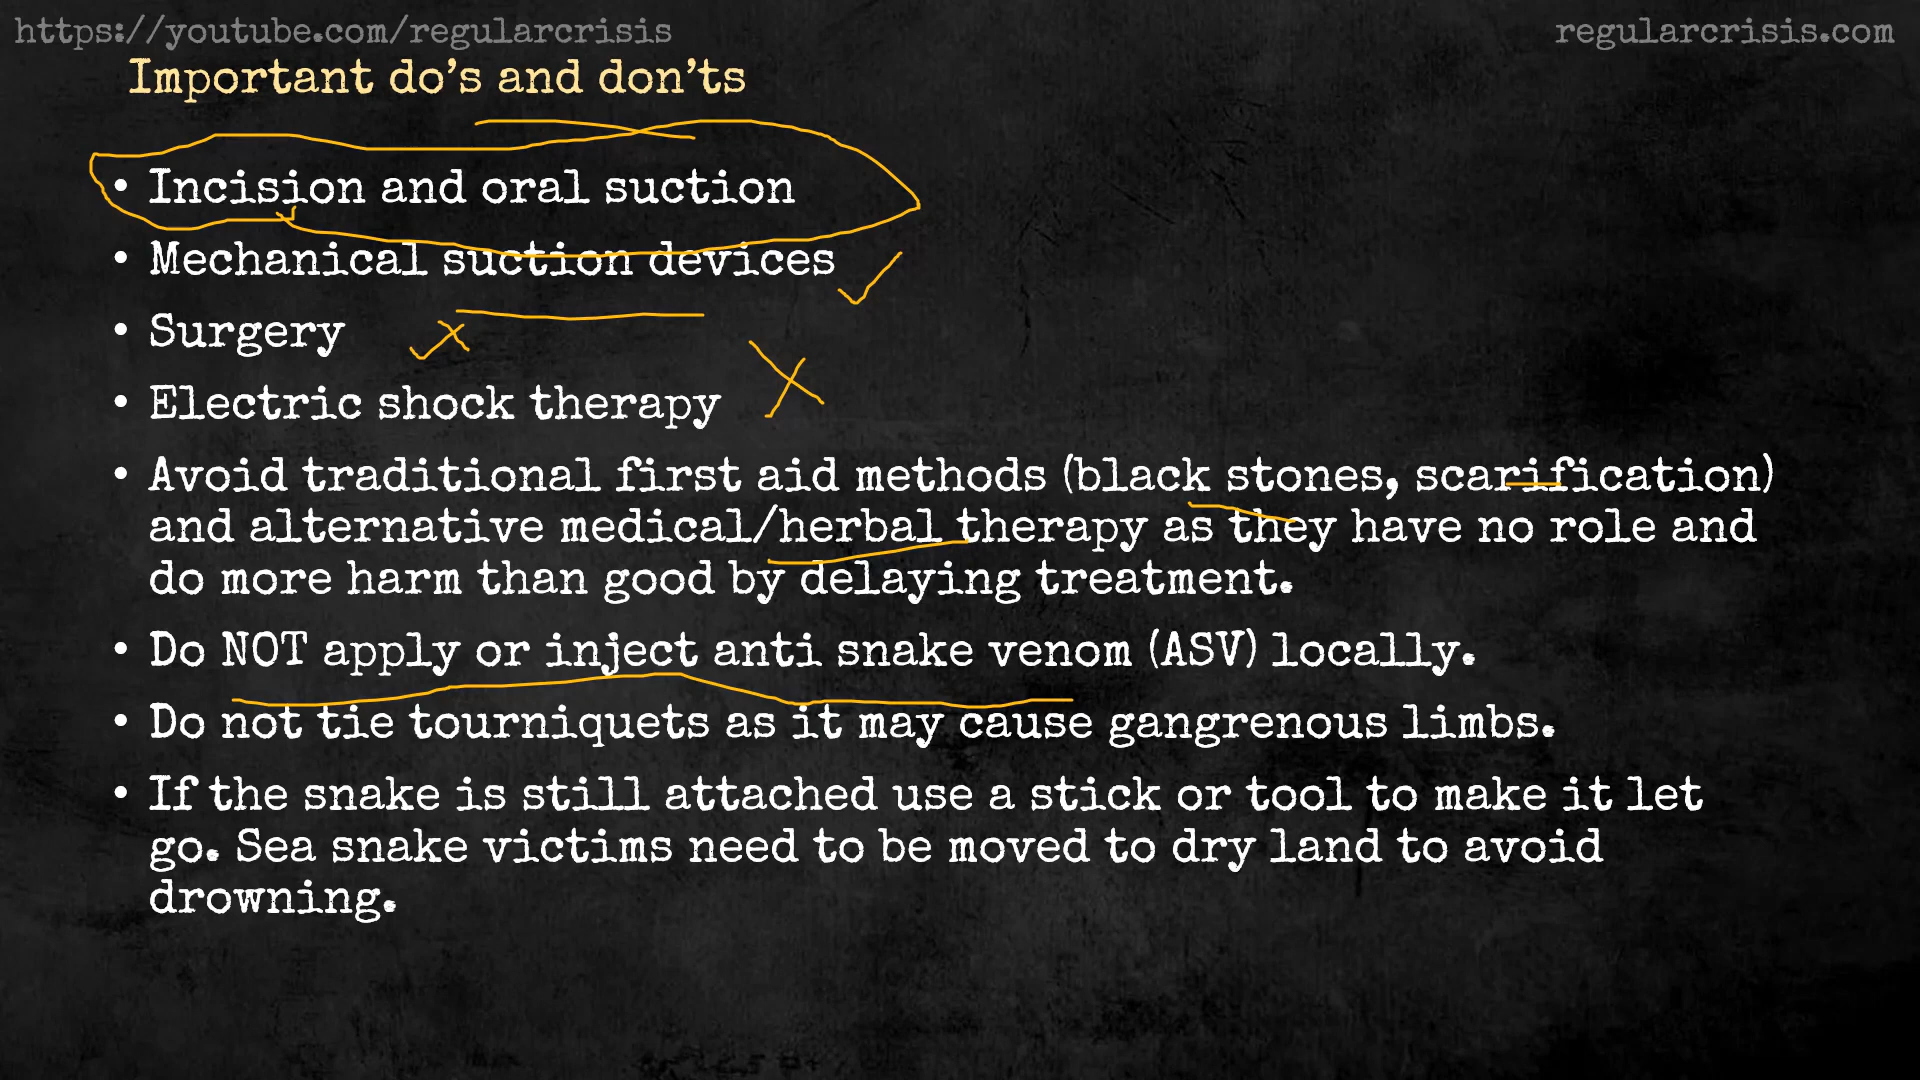 https://youtube.com/regularcrisis
regularcrisis.com
Important do's and don'ts
• Incision and oral suction
• Mechanical suction devices
• Surgery
• Electric shock therapy
• Avoid traditional first aid methods (black stones, scarification)
and alternative medical/herbal therapy as they have no role and
do more harm than good by delaying treatment.
• Do NOT apply or inject anti snake venom (ASV) locally.
• Do not tie tourniquets as it may cause gangrenous limbs.
• If the snake is still attached use a stick or tool to make it let
go. Sea snake victims need to be moved to dry land to avoid
drowning.